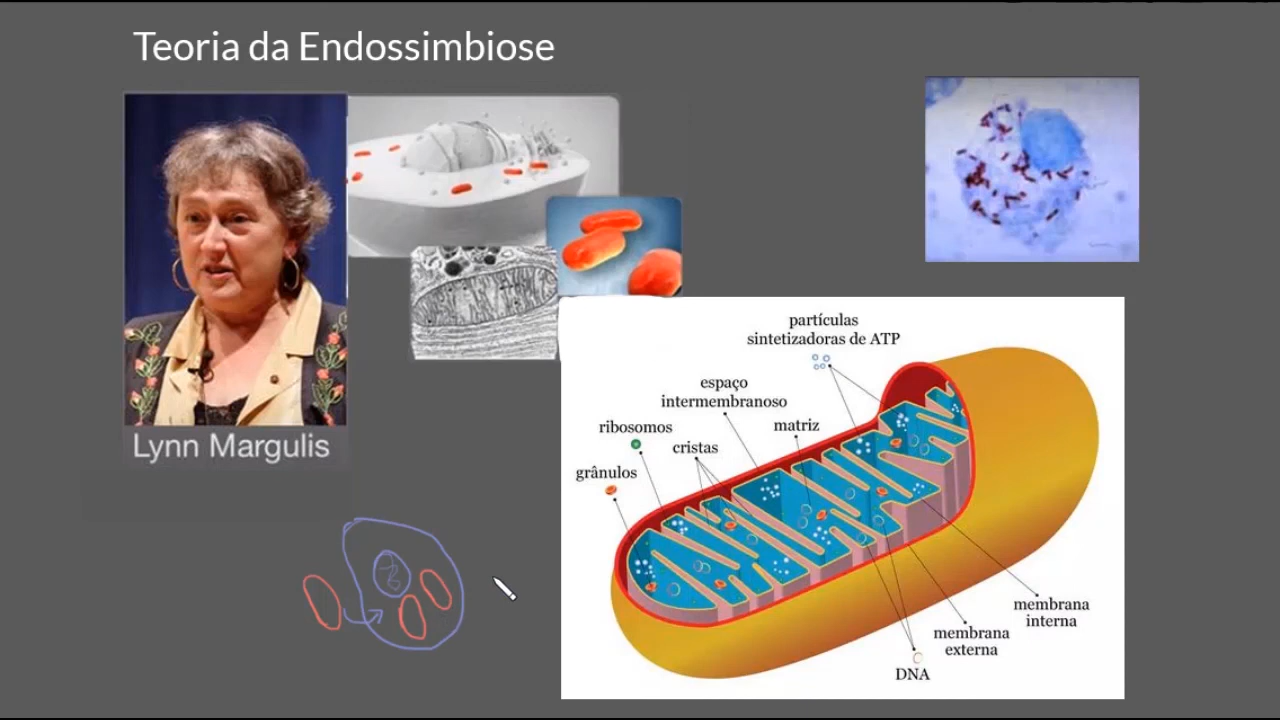 Teoria da Endossimbiose
Lynn Margulis
partículas
sintetizadoras de ATP
espaço
intermembranoso
ribosomos
matriz
cristas
grânulos
membrana
interna
membrana
externa
DNA